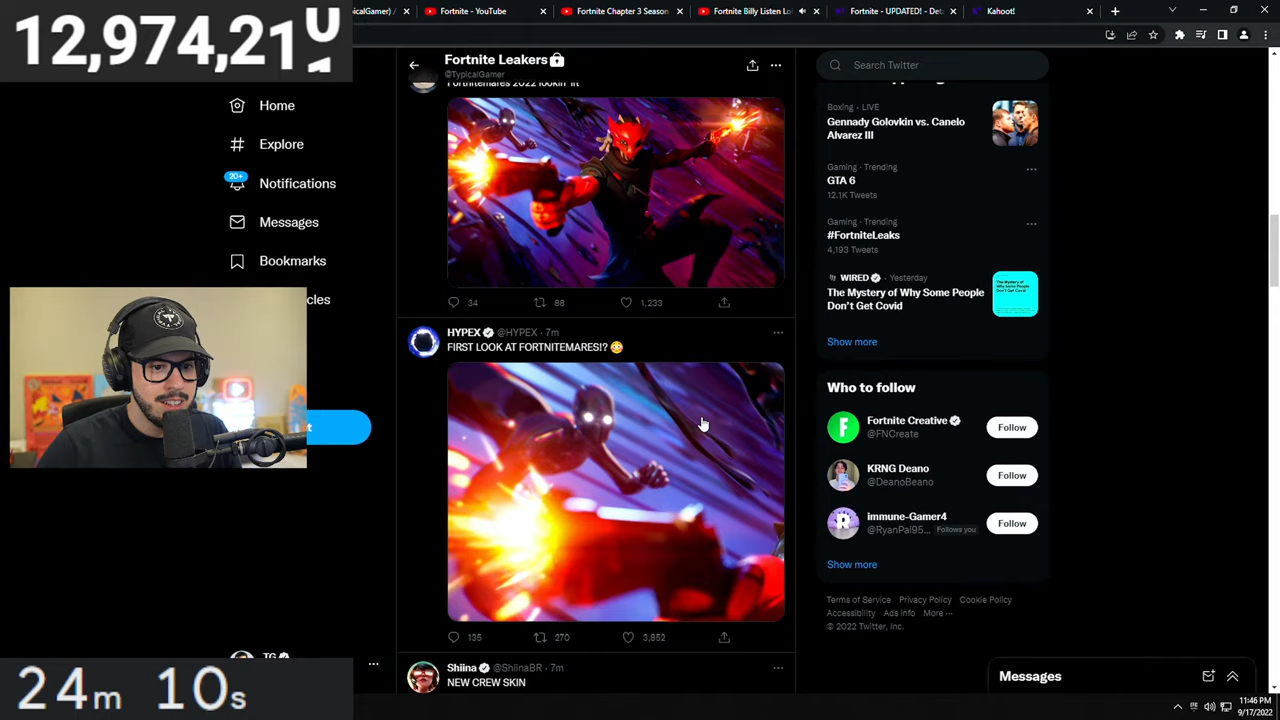 12,974,21
picalGamer) /
Fortnite - YouTube
Fortnite Chapter 3 Season
Fortnite Billy Listen Lo
Fortnite - UPDATED! - Det
Kahoot!
Fortnite Leakers
@TypicalGamer
Search Twitter
Home
Explore
20+
Notifications
Messages
Bookmarks
cles
Fortnitemares 2022 lookin' lit
34
88
1,233
HYPEX @HYPEX · 7m
FIRST LOOK AT FORTNITEMARES!? 😳
135
270
3,852
Shiina @ShiinaBR · 7m
NEW CREW SKIN
Boxing · LIVE
Gennady Golovkin vs. Canelo
Alvarez III
Gaming · Trending
GTA 6
12.1K Tweets
Gaming · Trending
#FortniteLeaks
4,193 Tweets
WIRED · Yesterday
The Mystery of Why Some People
Don't Get Covid
Show more
Who to follow
Fortnite Creative
@FNCreate
Follow
KRNG Deano
@DeanoBeano
Follow
immune-Gamer4
@RyanPal95... Follows you
Follow
Show more
Terms of Service Privacy Policy Cookie Policy
Accessibility Ads info More ···
© 2022 Twitter, Inc.
TG
24m 10s
Messages
11:46 PM
9/17/2022